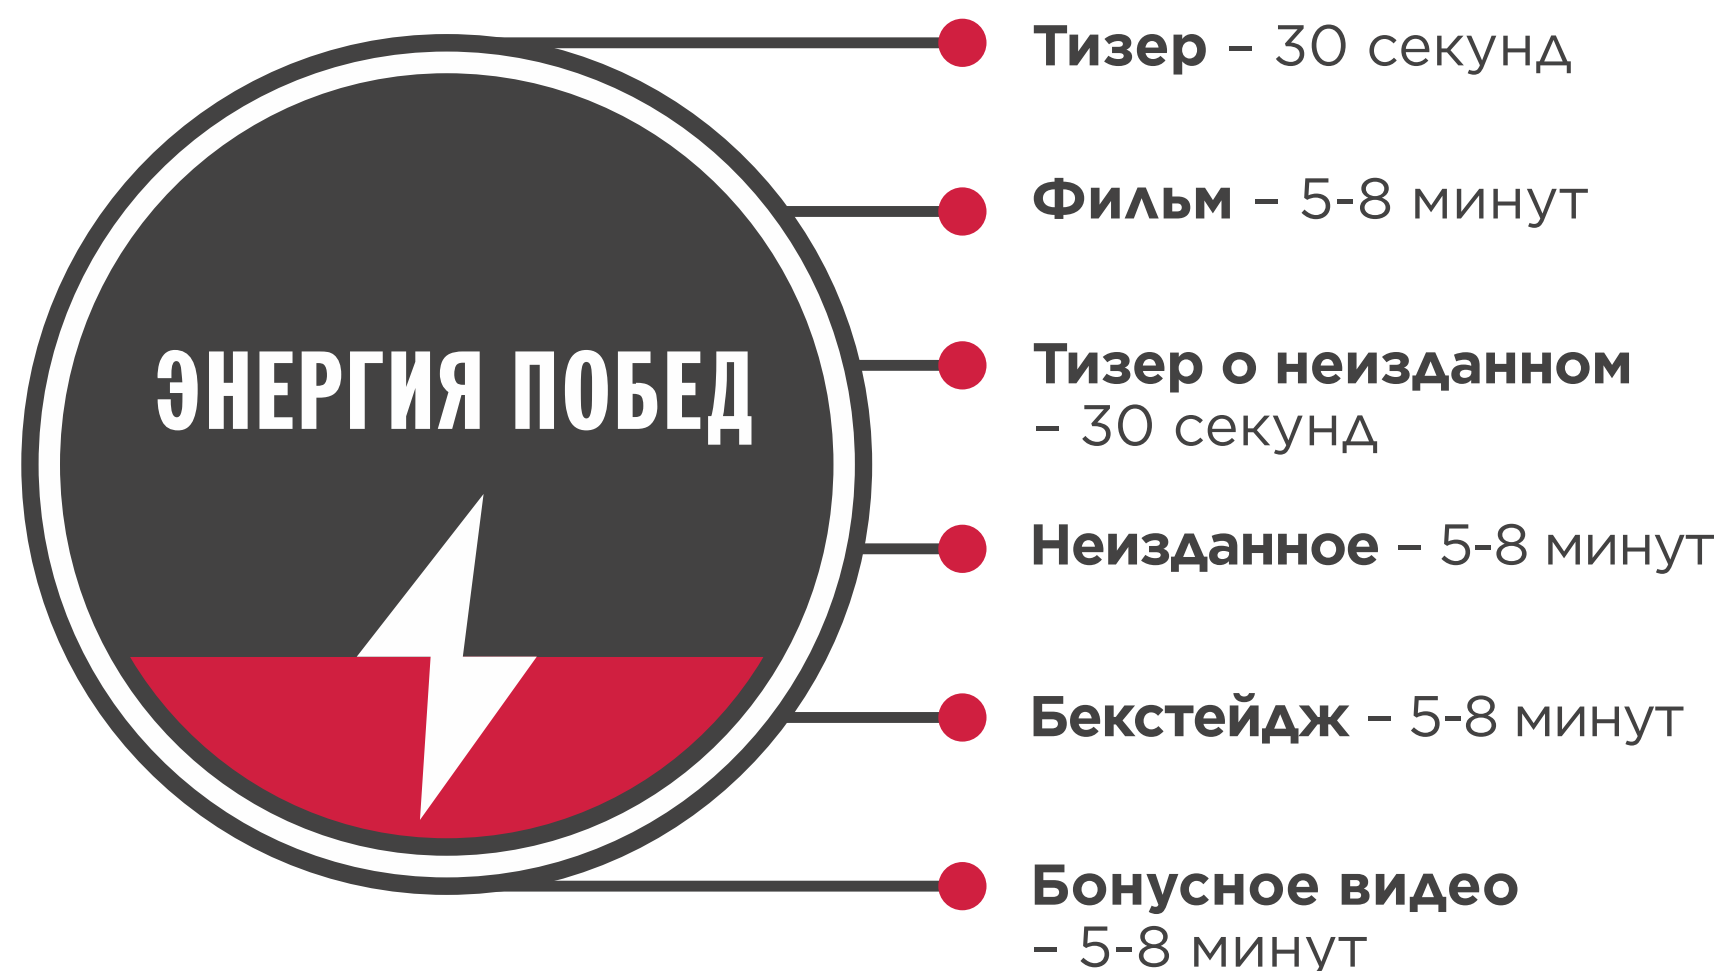 ЭНЕРГИЯ ПОБЕД
Тизер – 30 секунд
Фильм – 5-8 минут
Тизер о неизданном
– 30 секунд
Неизданное – 5-8 минут
Бекстейдж – 5-8 минут
Бонусное видео
– 5-8 минут